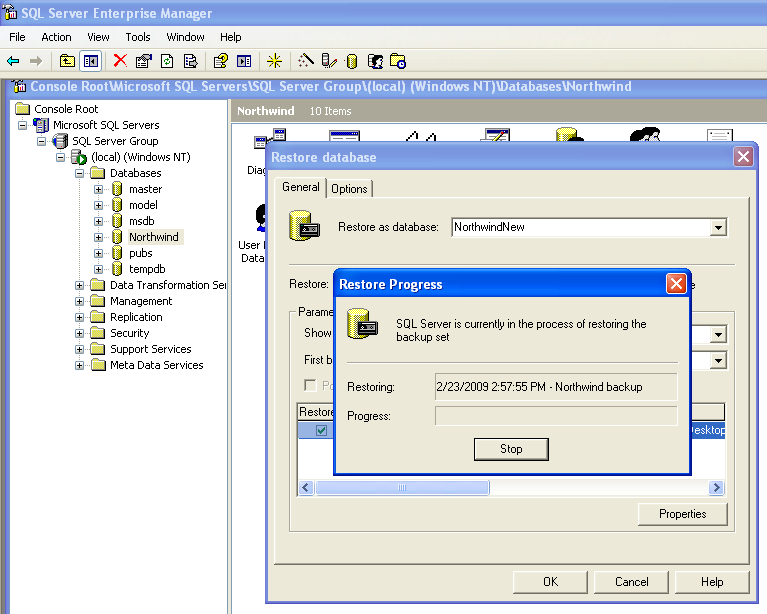 SQL Server Enterprise Manager
File Action View Tools Window Help
Console Root\Microsoft SQL Servers\SQL Server Group\(local) (Windows NT)\Databases\Northwind
Console Root
Microsoft SQL Servers
SQL Server Group
(local) (Windows NT)
Databases
master
model
msdb
Northwind
pubs
tempdb
Data Transformation Ser
Management
Replication
Security
Support Services
Meta Data Services
Northwind 10 Items
User
Data
Restore database
General Options
Restore as database: NorthwindNew
Restore:
Parame
Show
First b
Restore
Desktop
Properties
OK Cancel Help
Restore Progress
SQL Server is currently in the process of restoring the
backup set
Restoring: 2/23/2009 2:57:55 PM - Northwind backup
Progress:
Stop